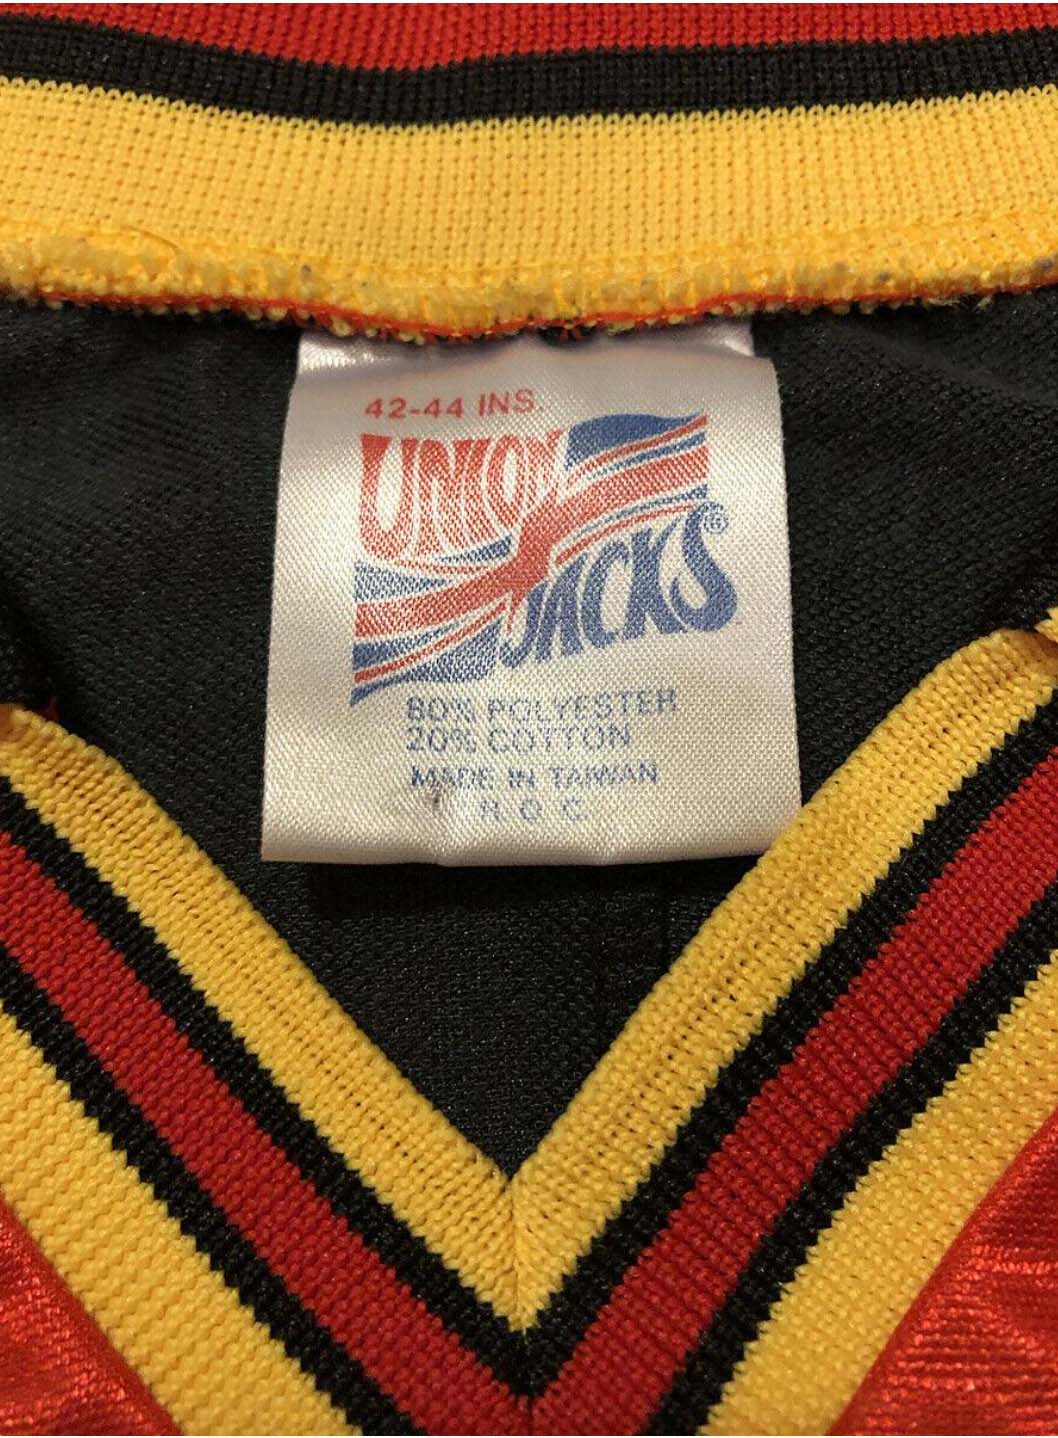 42-44 INS.
UNION
JACKS®
80% POLYESTER
20% COTTON
MADE IN TAIWAN
R O C